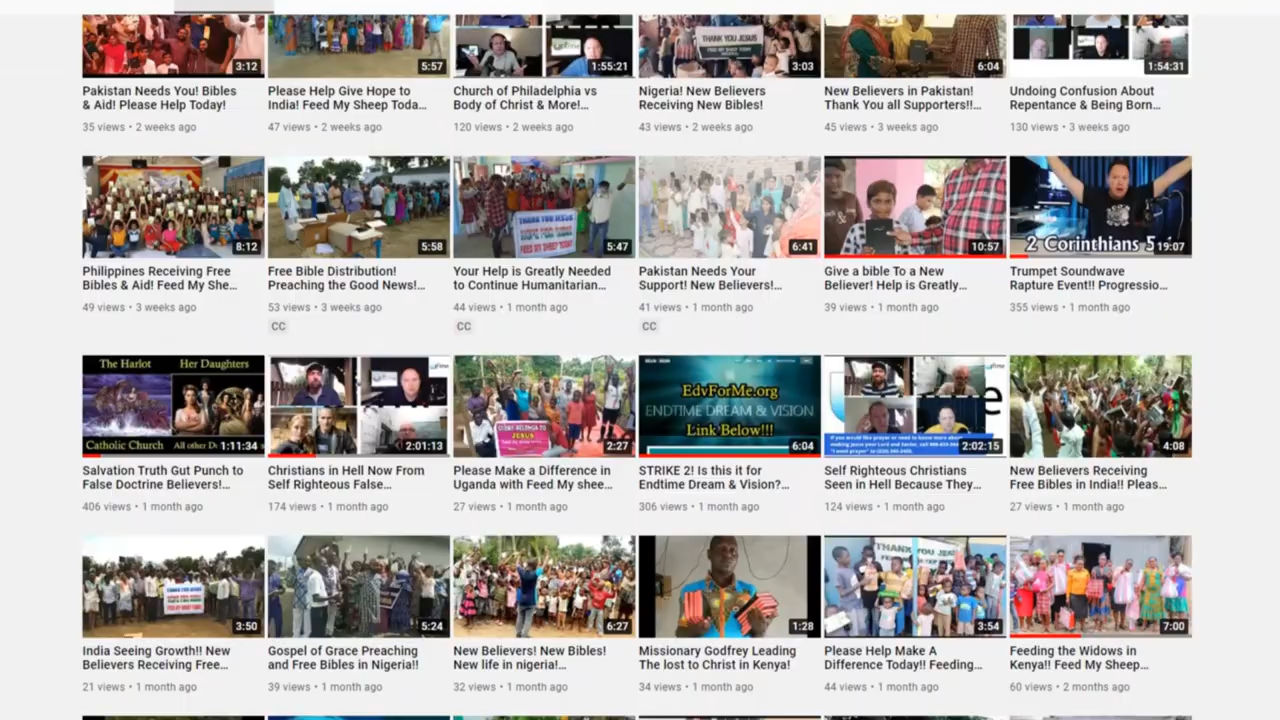 THANK YOU JESUS
3:12
5:57
1:55:21
3:03
6:04
1:54:31
Pakistan Needs You! Bibles
& Aid! Please Help Today!
35 views • 2 weeks ago
Please Help Give Hope to
India! Feed My Sheep Toda...
47 views • 2 weeks ago
Church of Philadelphia vs
Body of Christ & More!...
120 views • 2 weeks ago
Nigeria! New Believers
Receiving New Bibles!
43 views • 2 weeks ago
New Believers in Pakistan!
Thank You all Supporters!!...
45 views • 3 weeks ago
Undoing Confusion About
Repentance & Being Born...
130 views • 3 weeks ago
8:12
5:58
THANK YOU JESUS
FEED MY SHEEP TODAY
5:47
6:41
10:57
2 Corinthians 5
19:07
Philippines Receiving Free
Bibles & Aid! Feed My She...
49 views • 3 weeks ago
Free Bible Distribution!
Preaching the Good News!...
53 views • 3 weeks ago
CC
Your Help is Greatly Needed
to Continue Humanitarian...
44 views • 1 month ago
CC
Pakistan Needs Your
Support! New Believers!...
41 views • 1 month ago
CC
Give a bible To a New
Believer! Help is Greatly...
39 views • 1 month ago
Trumpet Soundwave
Rapture Event!! Progressio...
355 views • 1 month ago
The Harlot Her Daughters
Catholic Church All other
1:11:34
2:01:13
JESUS
2:27
EdvForMe.org
ENDTIME DREAM & VISION
Link Below!!!
6:04
2:02:15
4:08
Salvation Truth Gut Punch to
False Doctrine Believers!...
406 views • 1 month ago
Christians in Hell Now From
Self Righteous False...
174 views • 1 month ago
Please Make a Difference in
Uganda with Feed My shee...
27 views • 1 month ago
STRIKE 2! Is this it for
Endtime Dream & Vision?...
306 views • 1 month ago
Self Righteous Christians
Seen in Hell Because They...
124 views • 1 month ago
New Believers Receiving
Free Bibles in India!! Pleas...
27 views • 1 month ago
3:50
5:24
6:27
1:28
THANK YOU JESUS
3:54
7:00
India Seeing Growth!! New
Believers Receiving Free...
21 views • 1 month ago
Gospel of Grace Preaching
and Free Bibles in Nigeria!!
39 views • 1 month ago
New Believers! New Bibles!
New life in nigeria!...
32 views • 1 month ago
Missionary Godfrey Leading
The lost to Christ in Kenya!
34 views • 1 month ago
Please Help Make A
Difference Today!! Feeding...
44 views • 1 month ago
Feeding the Widows in
Kenya!! Feed My Sheep...
60 views • 2 months ago